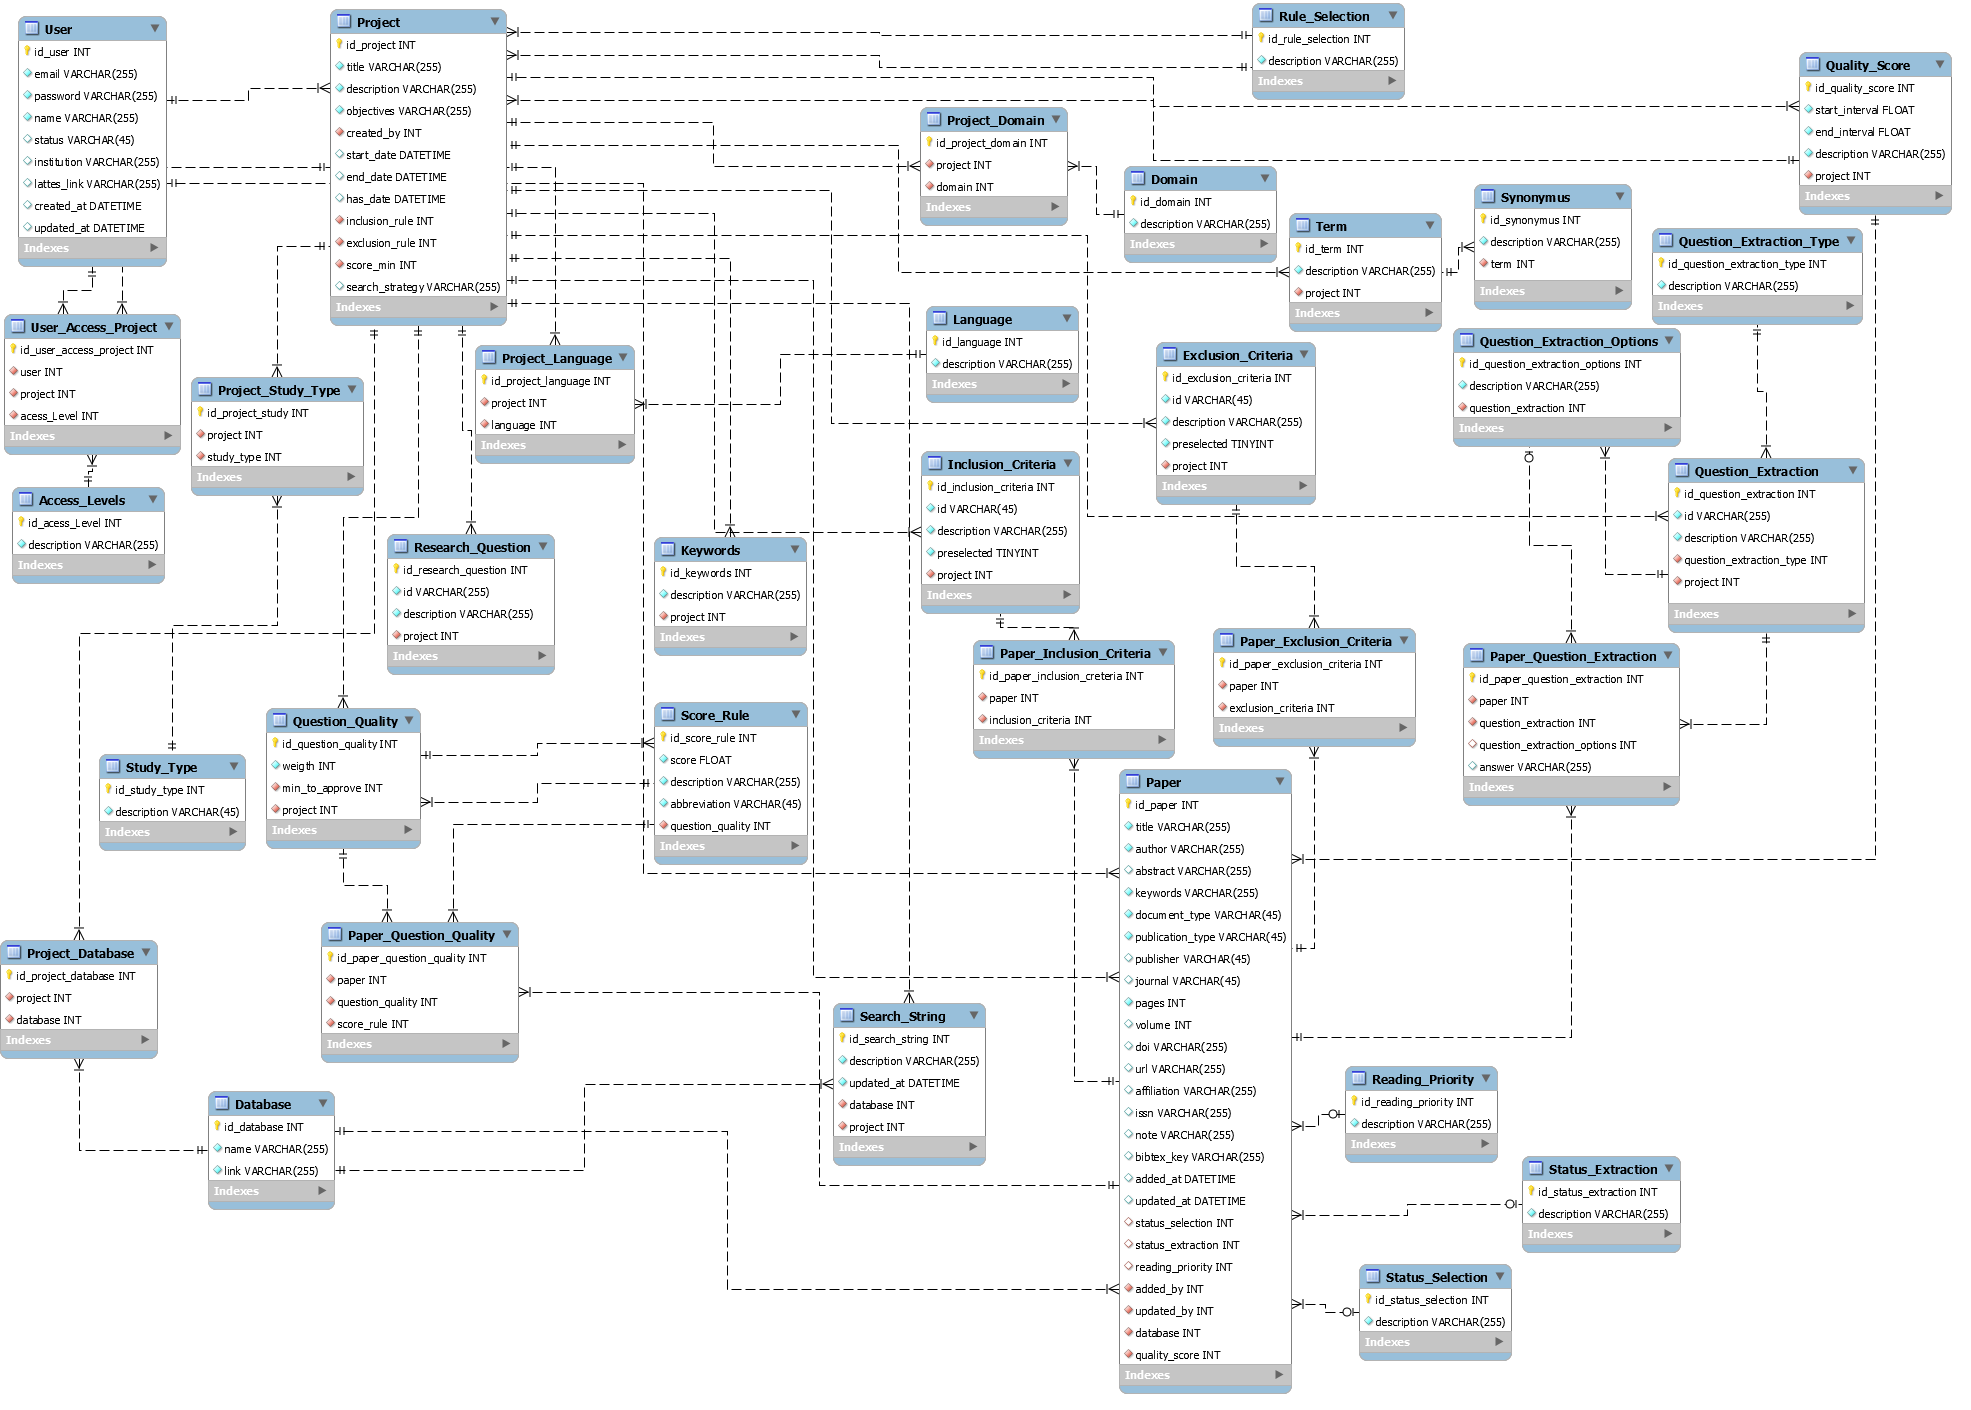 User
id_user INT
email VARCHAR(255)
password VARCHAR(255)
name VARCHAR(255)
status VARCHAR(45)
institution VARCHAR(255)
lattes_link VARCHAR(255)
created_at DATETIME
updated_at DATETIME
Indexes
Project
id_project INT
title VARCHAR(255)
description VARCHAR(255)
objectives VARCHAR(255)
created_by INT
start_date DATETIME
end_date DATETIME
has_date DATETIME
inclusion_rule INT
exclusion_rule INT
score_min INT
search_strategy VARCHAR(255)
Indexes
Rule_Selection
id_rule_selection INT
description VARCHAR(255)
Indexes
Quality_Score
id_quality_score INT
start_interval FLOAT
end_interval FLOAT
description VARCHAR(255)
project INT
Indexes
Project_Domain
id_project_domain INT
project INT
domain INT
Indexes
Domain
id_domain INT
description VARCHAR(255)
Indexes
Term
id_term INT
description VARCHAR(255)
project INT
Indexes
Synonymus
id_synonymus INT
description VARCHAR(255)
term INT
Indexes
Question_Extraction_Type
id_question_extraction_type INT
description VARCHAR(255)
Indexes
User_Access_Project
id_user_access_project INT
user INT
project INT
acess_Level INT
Indexes
Project_Study_Type
id_project_study INT
project INT
study_type INT
Indexes
Project_Language
id_project_language INT
project INT
language INT
Indexes
Language
id_language INT
description VARCHAR(255)
Indexes
Exclusion_Criteria
id_exclusion_criteria INT
id VARCHAR(45)
description VARCHAR(255)
preselected TINYINT
project INT
Indexes
Question_Extraction_Options
id_question_extraction_options INT
description VARCHAR(255)
question_extraction INT
Indexes
Access_Levels
id_acess_Level INT
description VARCHAR(255)
Indexes
Research_Question
id_research_question INT
id VARCHAR(255)
description VARCHAR(255)
project INT
Indexes
Keywords
id_keywords INT
description VARCHAR(255)
project INT
Indexes
Inclusion_Criteria
id_inclusion_criteria INT
id VARCHAR(45)
description VARCHAR(255)
preselected TINYINT
project INT
Indexes
Question_Extraction
id_question_extraction INT
id VARCHAR(255)
description VARCHAR(255)
question_extraction_type INT
project INT
Indexes
Paper_Inclusion_Criteria
id_paper_inclusion_creteria INT
paper INT
inclusion_criteria INT
Indexes
Paper_Exclusion_Criteria
id_paper_exclusion_criteria INT
paper INT
exclusion_criteria INT
Indexes
Paper_Question_Extraction
id_paper_question_extraction INT
paper INT
question_extraction INT
question_extraction_options INT
answer VARCHAR(255)
Indexes
Study_Type
id_study_type INT
description VARCHAR(45)
Indexes
Question_Quality
id_question_quality INT
weigth INT
min_to_approve INT
project INT
Indexes
Score_Rule
id_score_rule INT
score FLOAT
description VARCHAR(255)
abbreviation VARCHAR(45)
question_quality INT
Indexes
Paper
id_paper INT
title VARCHAR(255)
author VARCHAR(255)
abstract VARCHAR(255)
keywords VARCHAR(255)
document_type VARCHAR(45)
publication_type VARCHAR(45)
publisher VARCHAR(45)
journal VARCHAR(45)
pages INT
volume INT
doi VARCHAR(255)
url VARCHAR(255)
affiliation VARCHAR(255)
issn VARCHAR(255)
note VARCHAR(255)
bibtex_key VARCHAR(255)
added_at DATETIME
updated_at DATETIME
status_selection INT
status_extraction INT
reading_priority INT
added_by INT
updated_by INT
database INT
quality_score INT
Indexes
Project_Database
id_project_database INT
project INT
database INT
Indexes
Paper_Question_Quality
id_paper_question_quality INT
paper INT
question_quality INT
score_rule INT
Indexes
Search_String
id_search_string INT
description VARCHAR(255)
updated_at DATETIME
database INT
project INT
Indexes
Database
id_database INT
name VARCHAR(255)
link VARCHAR(255)
Indexes
Reading_Priority
id_reading_priority INT
description VARCHAR(255)
Indexes
Status_Extraction
id_status_extraction INT
description VARCHAR(255)
Indexes
Status_Selection
id_status_selection INT
description VARCHAR(255)
Indexes